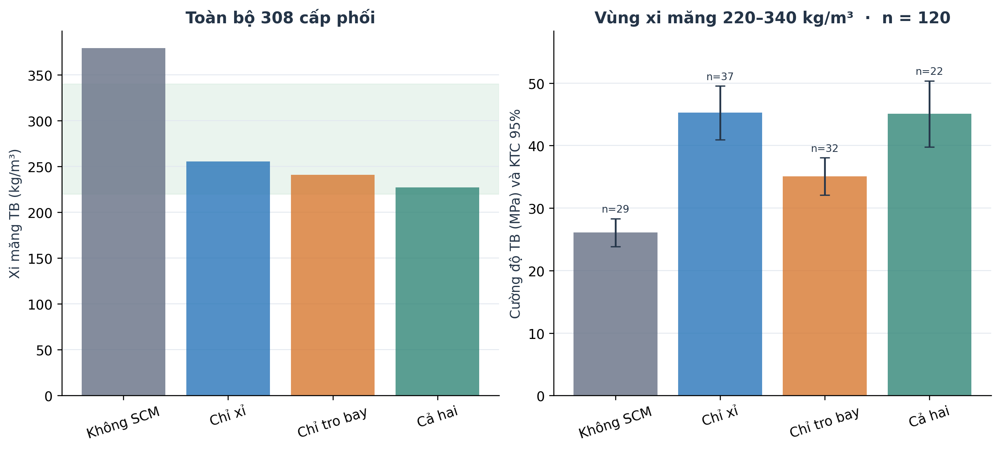 Toàn bộ 308 cấp phối
Xi măng TB (kg/m³)
350
300
250
200
150
100
50
0
Không SCM
Chỉ xỉ
Chỉ tro bay
Cả hai
Vùng xi măng 220–340 kg/m³ · n = 120
Cường độ TB (MPa) và KTC 95%
50
40
30
20
10
0
n=29
n=37
n=32
n=22
Không SCM
Chỉ xỉ
Chỉ tro bay
Cả hai